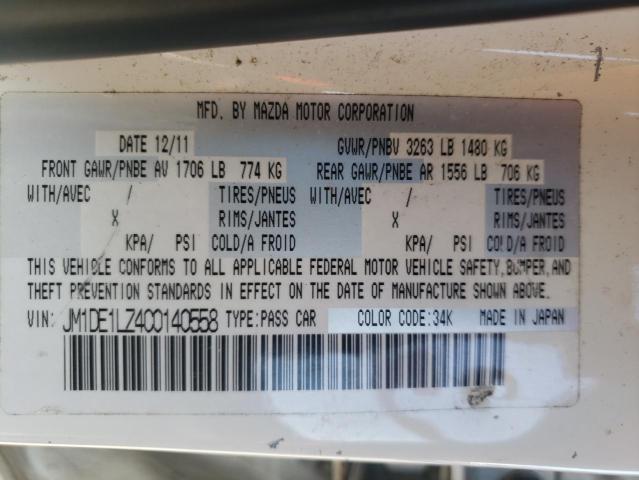 MFD. BY MAZDA MOTOR CORPORATION
DATE 12/11 GVWR/PNBV 3263 LB 1480 KG
FRONT GAWR/PNBE AV 1706 LB 774 KG REAR GAWR/PNBE AR 1556 LB 706 KG
WITH/AVEC / TIRES/PNEUS WITH/AVEC / TIRES/PNEUS
X RIMS/JANTES X RIMS/JANTES
KPA/ PSI COLD/A FROID KPA/ PSI COLD/A FROID
THIS VEHICLE CONFORMS TO ALL APPLICABLE FEDERAL MOTOR VEHICLE SAFETY, BUMPER, AND
THEFT PREVENTION STANDARDS IN EFFECT ON THE DATE OF MANUFACTURE SHOWN ABOVE.
VIN: JM1DE1LZ4C0140558 TYPE:PASS CAR COLOR CODE:34K MADE IN JAPAN